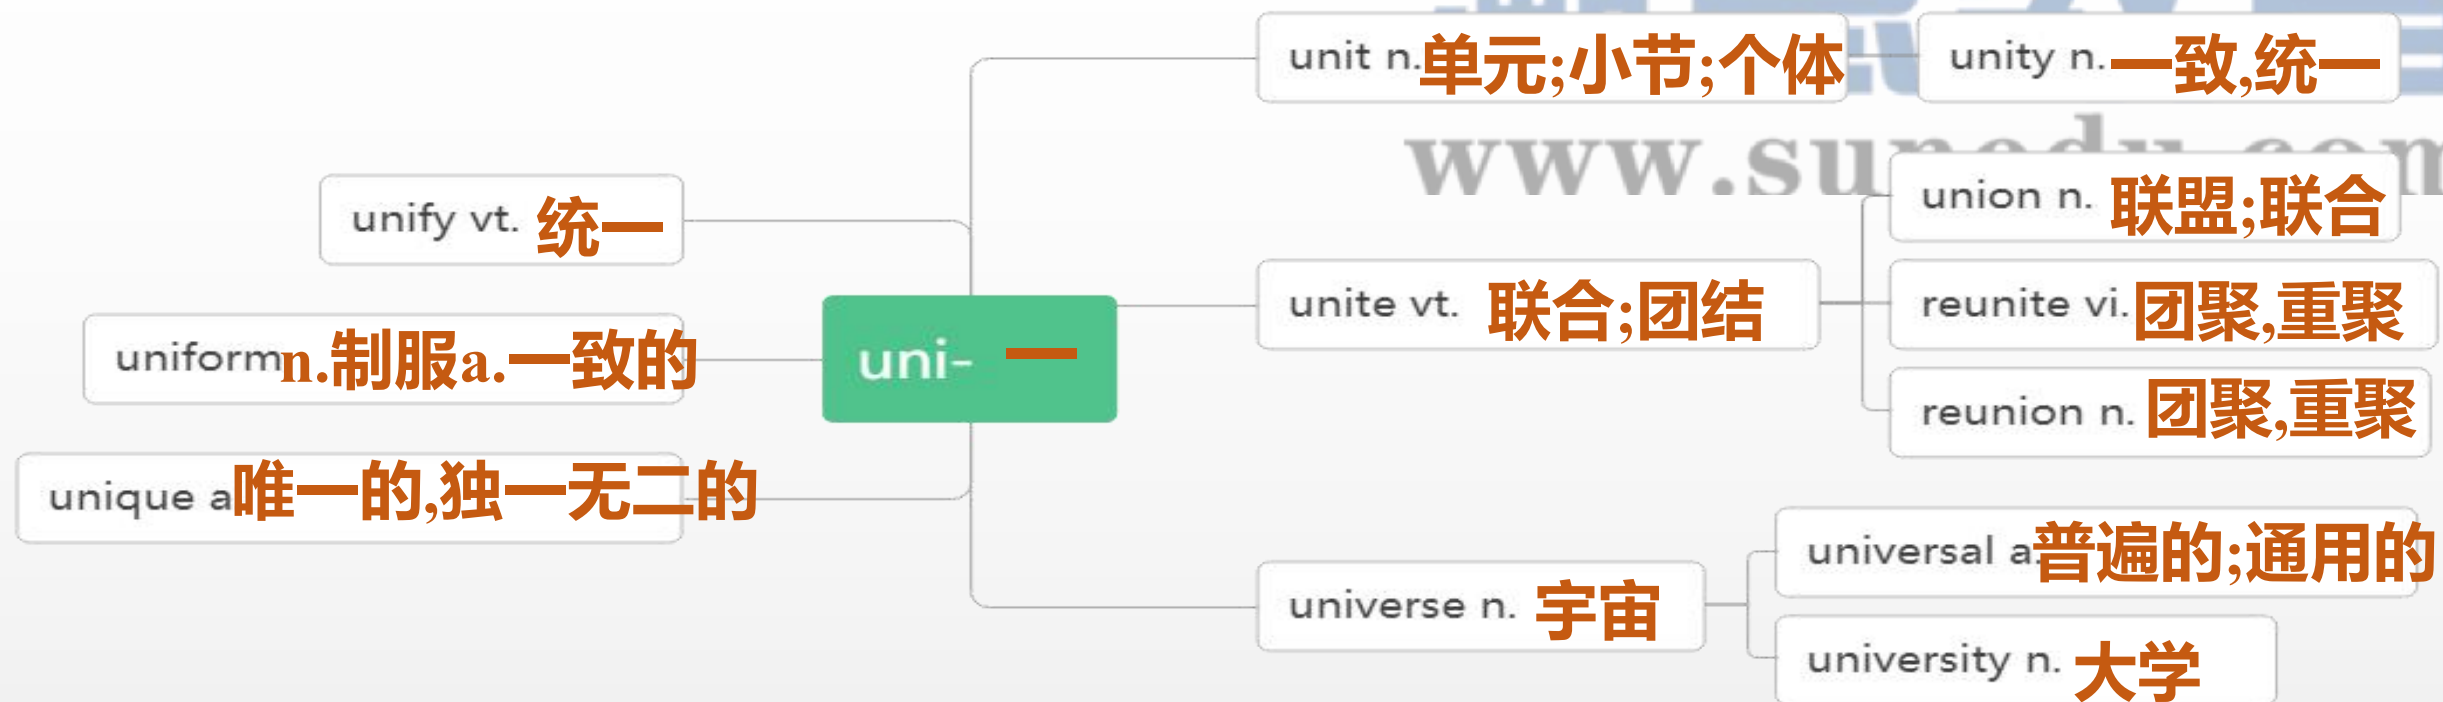 unit n.单元;小节;个体
unity n.一致,统一
www.sunedu.com
union n. 联盟;联合
unify vt. 统一
unite vt. 联合;团结
reunite vi.团聚,重聚
uniformn.制服a.一致的
uni- 一
reunion n. 团聚,重聚
unique a唯一的,独一无二的
universal a.普遍的;通用的
universe n. 宇宙
university n. 大学